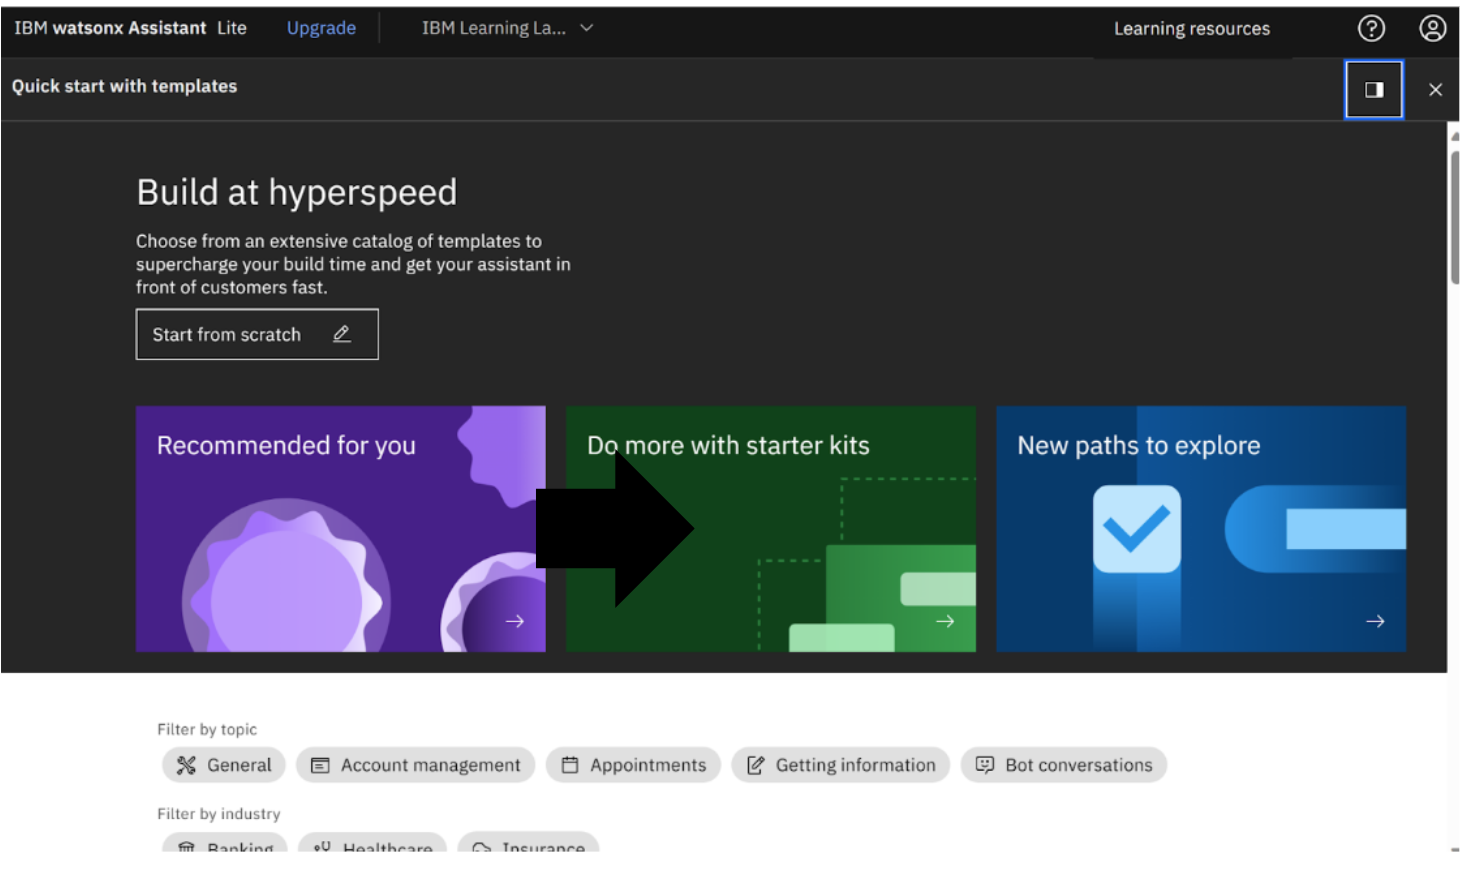 IBM watsonx Assistant Lite Upgrade IBM Learning La... Learning resources
Quick start with templates
Build at hyperspeed
Choose from an extensive catalog of templates to
supercharge your build time and get your assistant in
front of customers fast.
Start from scratch
Recommended for you
Do more with starter kits
New paths to explore
Filter by topic
General Account management Appointments Getting information Bot conversations
Filter by industry
Banking Healthcare Insurance